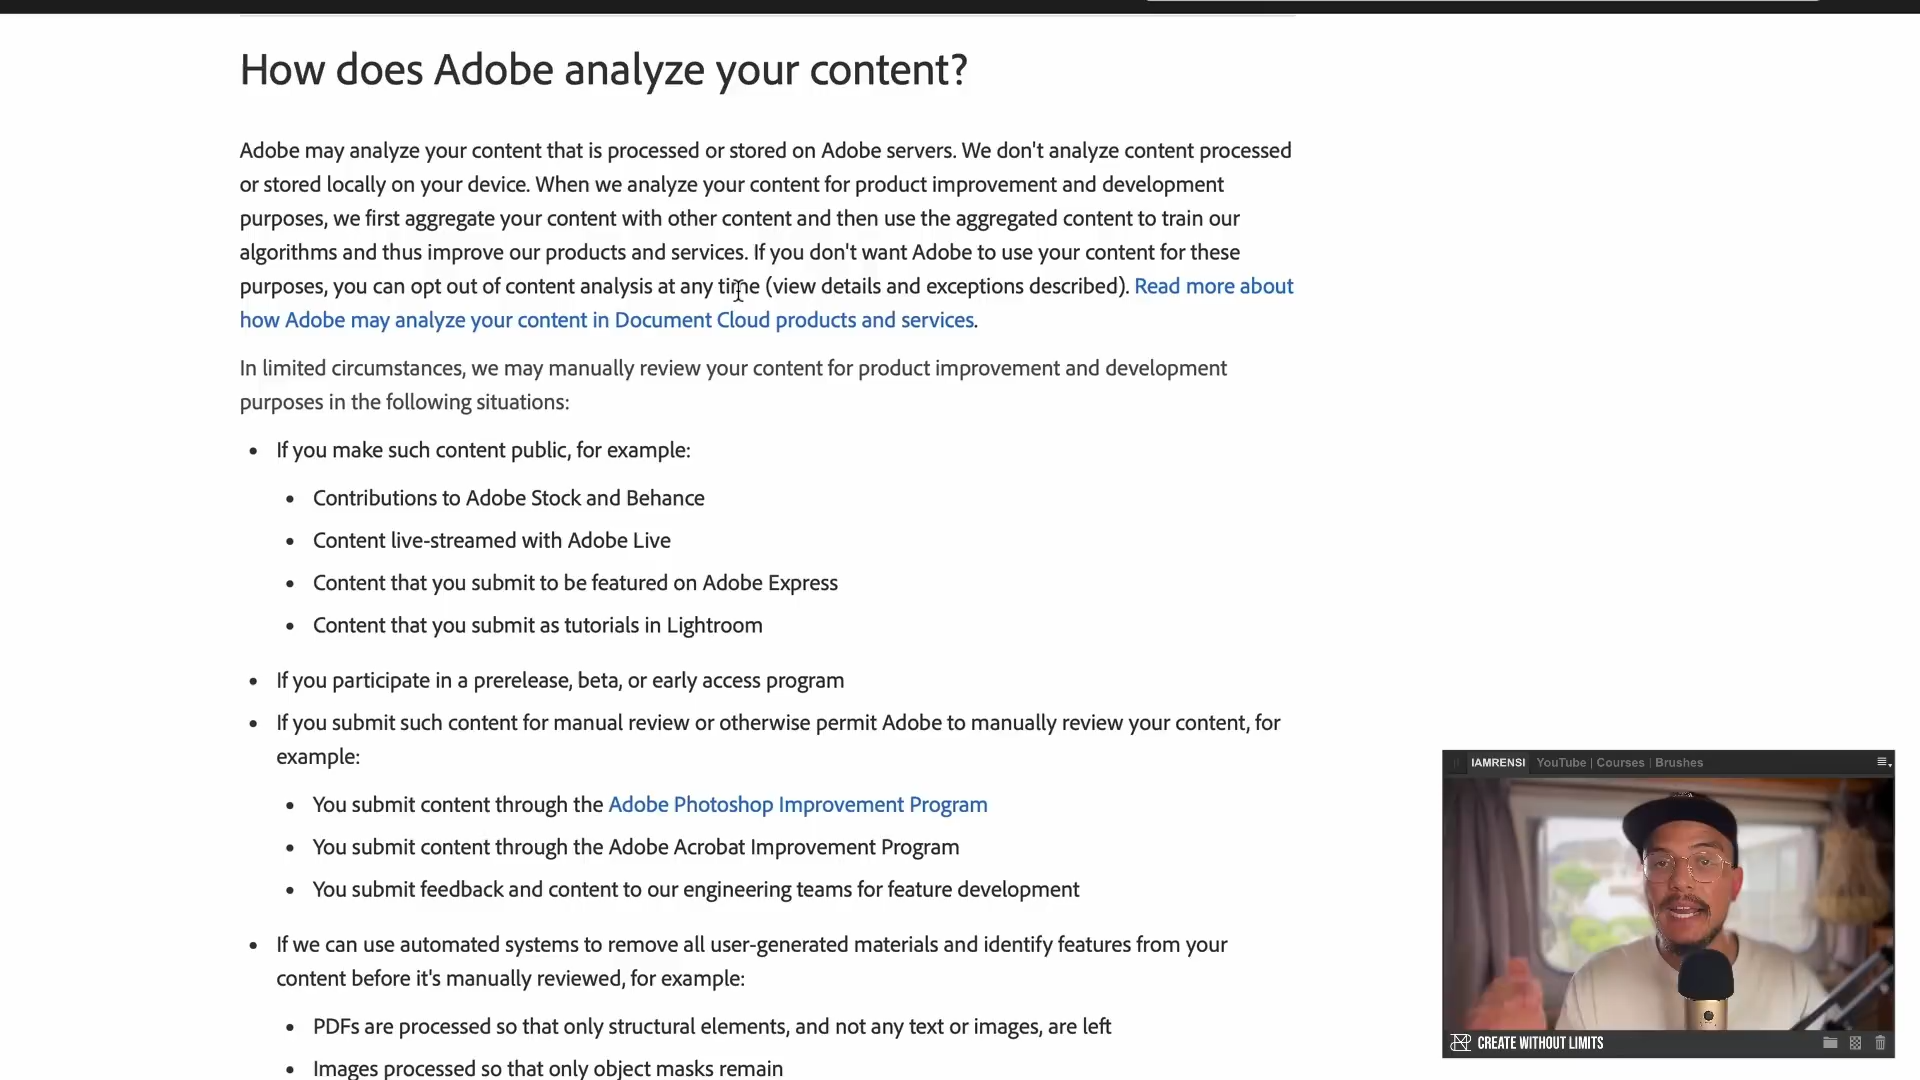 How does Adobe analyze your content?
Adobe may analyze your content that is processed or stored on Adobe servers. We don't analyze content processed
or stored locally on your device. When we analyze your content for product improvement and development
purposes, we first aggregate your content with other content and then use the aggregated content to train our
algorithms and thus improve our products and services. If you don't want Adobe to use your content for these
purposes, you can opt out of content analysis at any time (view details and exceptions described). Read more about
how Adobe may analyze your content in Document Cloud products and services.
In limited circumstances, we may manually review your content for product improvement and development
purposes in the following situations:
• If you make such content public, for example:
• Contributions to Adobe Stock and Behance
• Content live-streamed with Adobe Live
• Content that you submit to be featured on Adobe Express
• Content that you submit as tutorials in Lightroom
• If you participate in a prerelease, beta, or early access program
• If you submit such content for manual review or otherwise permit Adobe to manually review your content, for
example:
• You submit content through the Adobe Photoshop Improvement Program
• You submit content through the Adobe Acrobat Improvement Program
• You submit feedback and content to our engineering teams for feature development
• If we can use automated systems to remove all user-generated materials and identify features from your
content before it's manually reviewed, for example:
• PDFs are processed so that only structural elements, and not any text or images, are left
• Images processed so that only object masks remain
IAMRENSI YouTube | Courses | Brushes
CREATE WITHOUT LIMITS